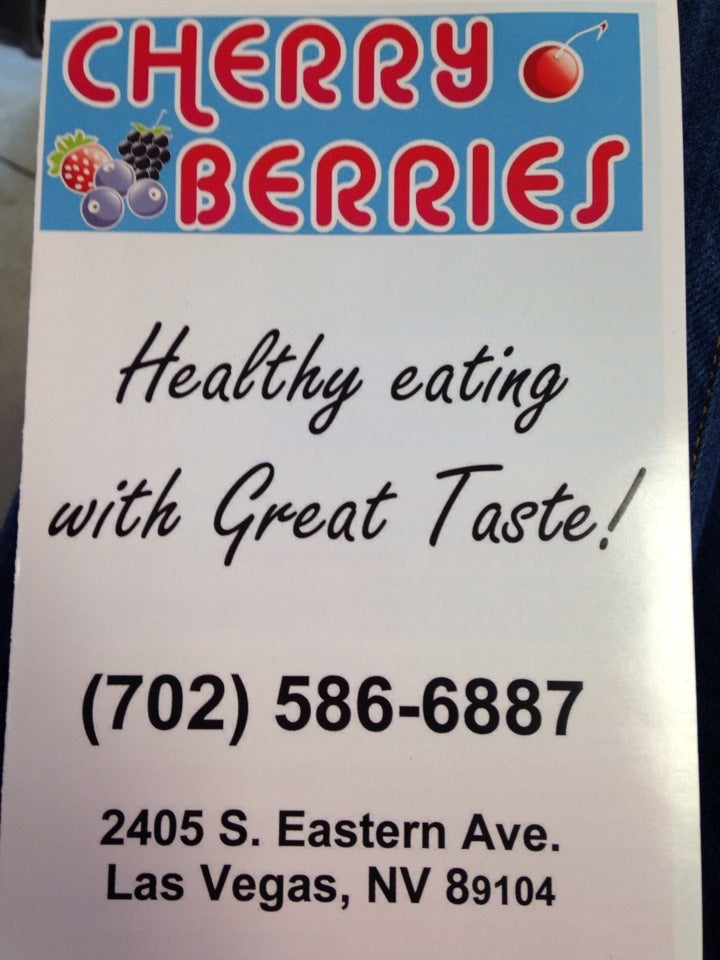 CHERRY
BERRIES
Healthy eating
with Great Taste!
(702) 586-6887
2405 S. Eastern Ave.
Las Vegas, NV 89104